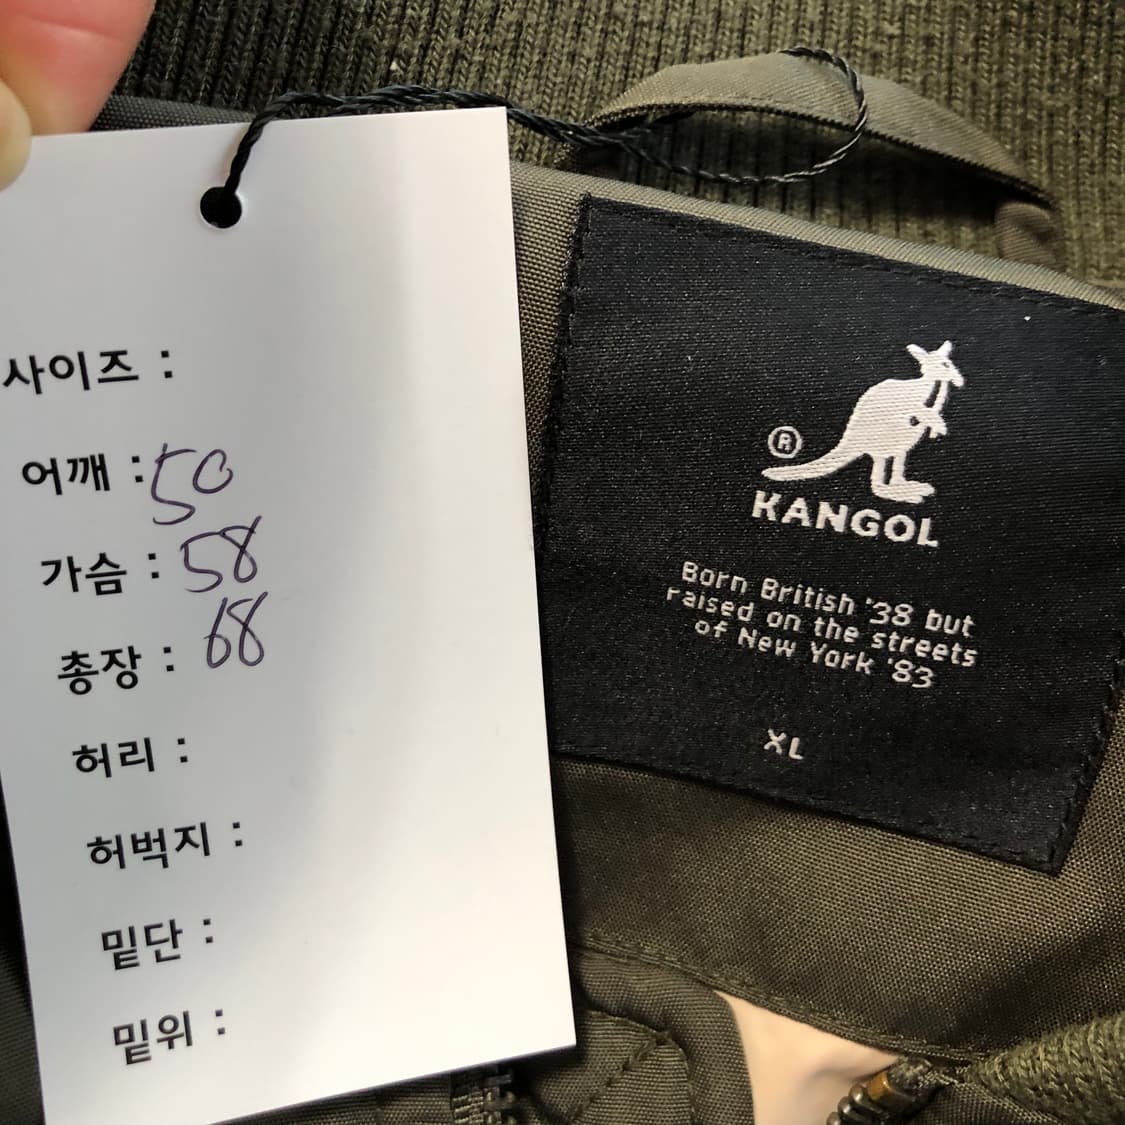 사이즈 :
어깨 : 50
가슴 : 58
총장 : 68
허리 :
허벅지 :
밑단 :
밑위 :
®
KANGOL
Born British '38 but
raised on the streets
of New York '83
XL